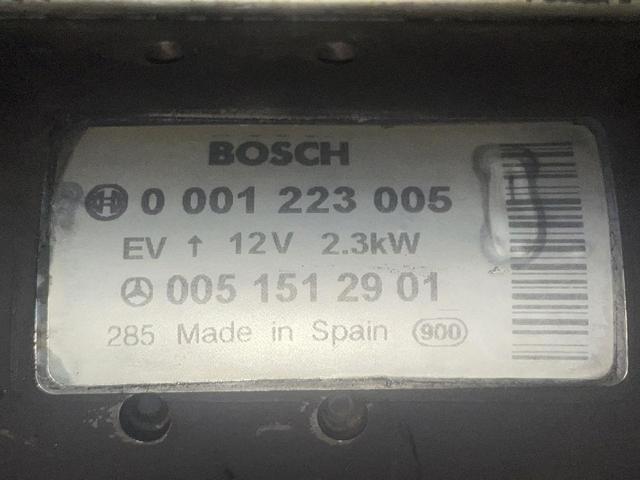 BOSCH
0 001 223 005
EV ↑ 12V 2.3kW
005 151 29 01
285 Made in Spain 900